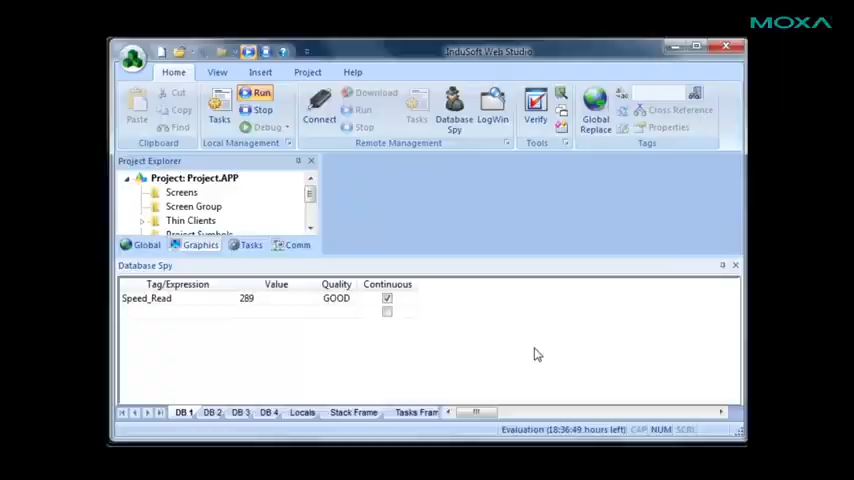 MOXA
InduSoft Web Studio
Home View Insert Project Help
Cut
Copy
Find
Paste
Clipboard
Tasks
Run
Stop
Debug
Local Management
Connect
Download
Run
Stop
Tasks
Database Spy
LogWin
Remote Management
Verify
Tools
Global Replace
Cross Reference
Properties
Tags
Project Explorer
Project: Project.APP
Screens
Screen Group
Thin Clients
Project Symbols
Global Graphics Tasks Comm
Database Spy
Tag/Expression Value Quality Continuous
Speed_Read 289 GOOD
DB 1 DB 2 DB 3 DB 4 Locals Stack Frame Tasks Fram
Evaluation (18:36:49 hours left) CAP NUM SCRL